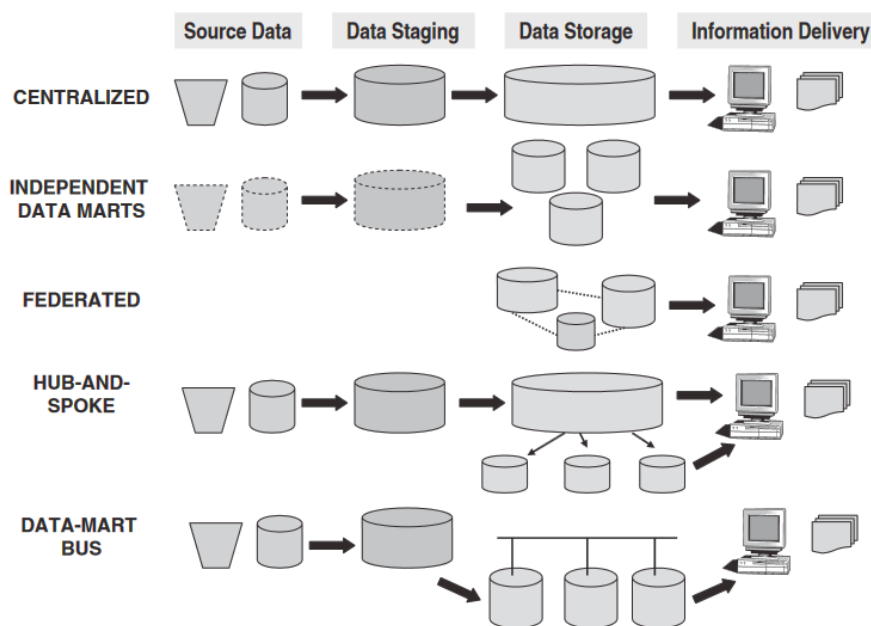 Source Data
Data Staging
Data Storage
Information Delivery
CENTRALIZED
INDEPENDENT
DATA MARTS
FEDERATED
HUB-AND-
SPOKE
DATA-MART
BUS